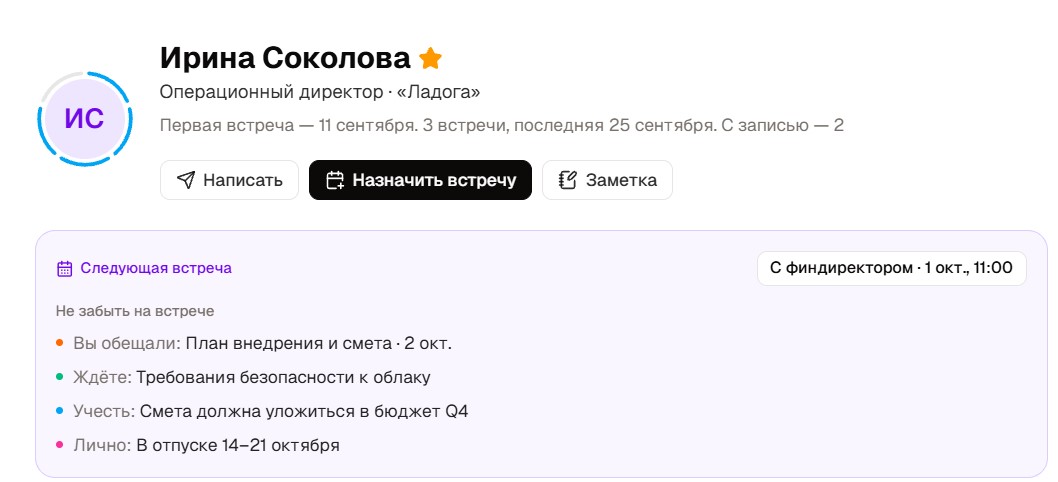 Ирина Соколова
ИС
Операционный директор · «Ладога»
Первая встреча — 11 сентября. 3 встречи, последняя 25 сентября. С записью — 2
Написать
Назначить встречу
Заметка
Следующая встреча
С финдиректором · 1 окт., 11:00
Не забыть на встрече
Вы обещали: План внедрения и смета · 2 окт.
Ждёте: Требования безопасности к облаку
Учесть: Смета должна уложиться в бюджет Q4
Лично: В отпуске 14–21 октября